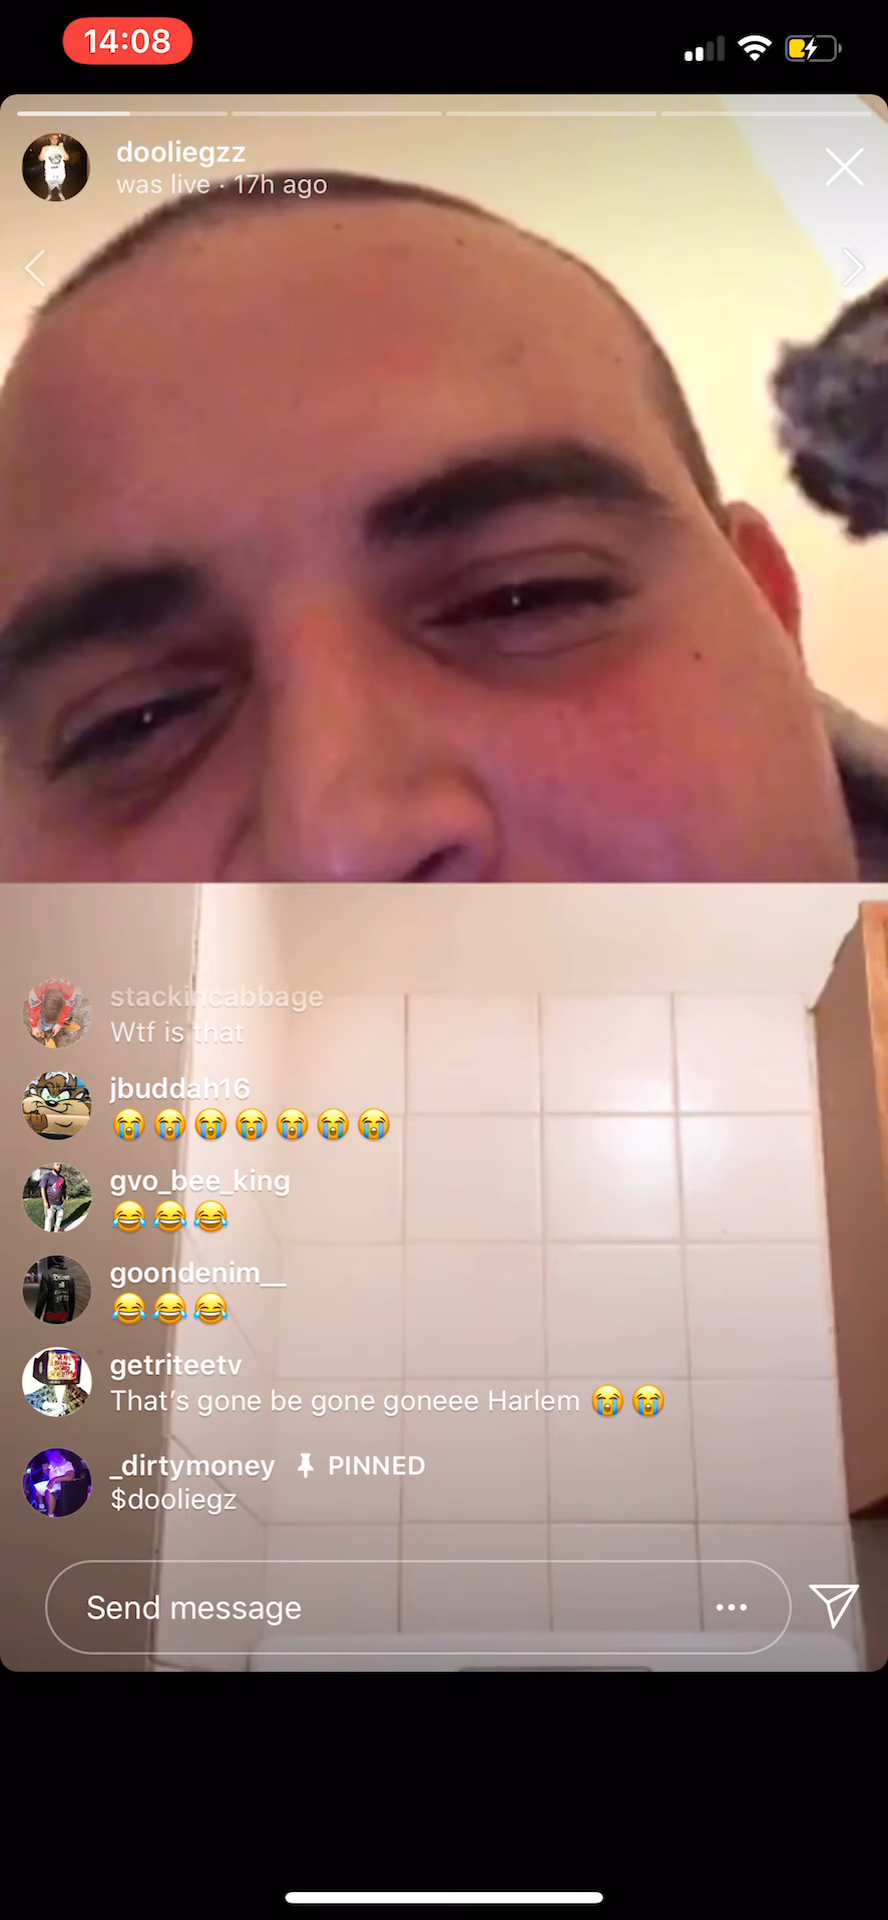 14:08
dooliegzz
was live · 17h ago
stackincabbage
Wtf is that
jbuddah16
😭😭😭😭😭😭😭
gvo_bee_king
😂😂😂
goondenim__
😂😂😂
getriteetv
That’s gone be gone goneee Harlem 😭😭
_dirtymoney PINNED
$dooliegz
Send message